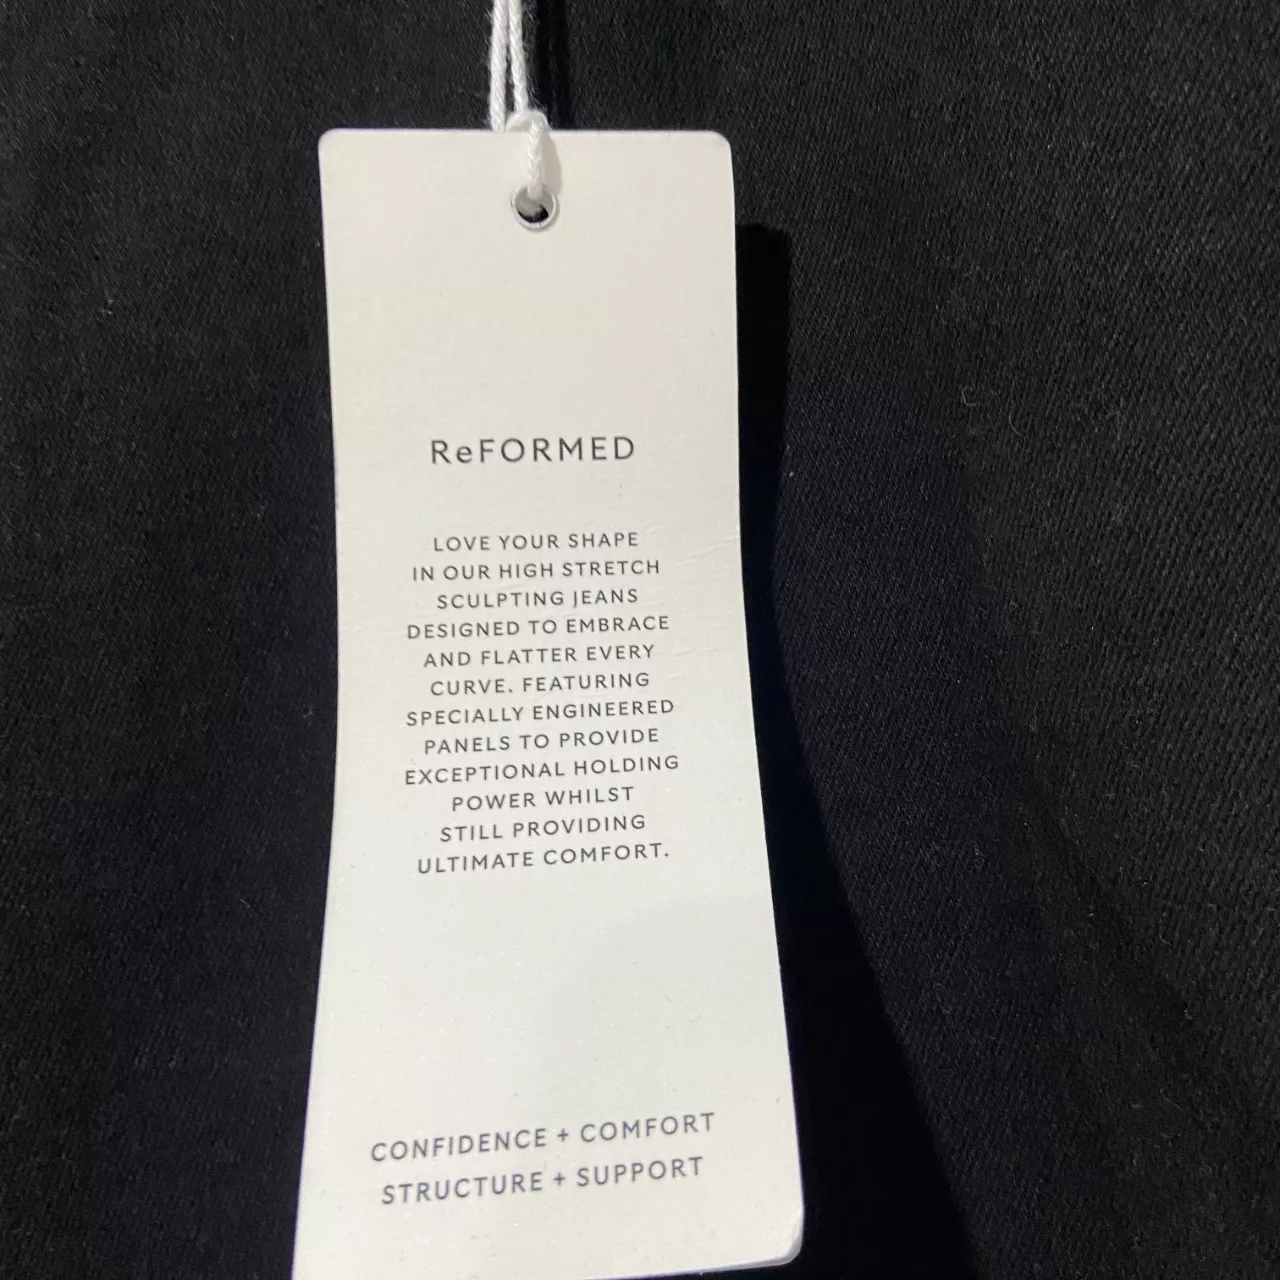 ReFORMED
LOVE YOUR SHAPE
IN OUR HIGH STRETCH
SCULPTING JEANS
DESIGNED TO EMBRACE
AND FLATTER EVERY
CURVE. FEATURING
SPECIALLY ENGINEERED
PANELS TO PROVIDE
EXCEPTIONAL HOLDING
POWER WHILST
STILL PROVIDING
ULTIMATE COMFORT.
CONFIDENCE + COMFORT
STRUCTURE + SUPPORT